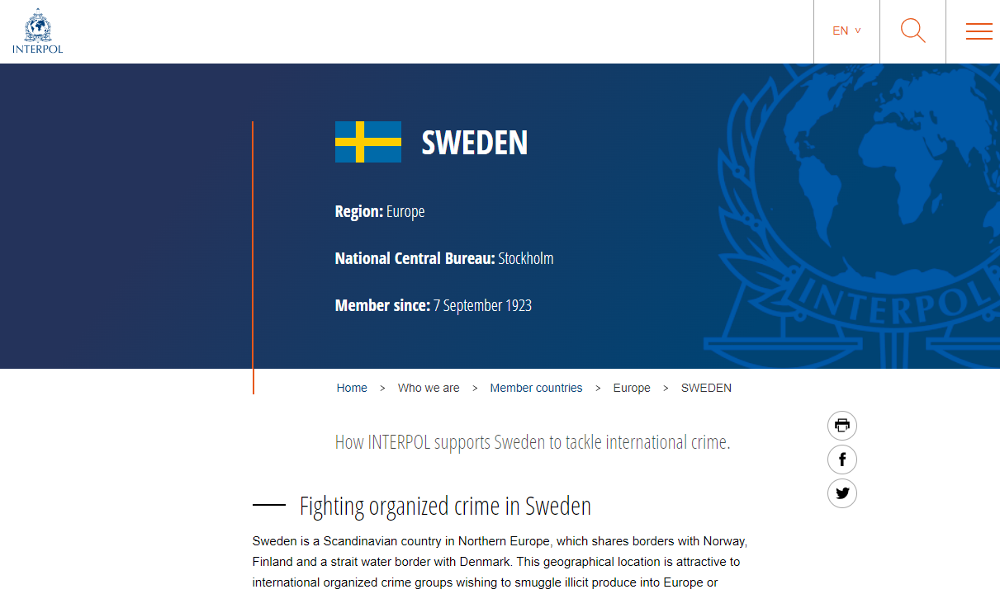 INTERPOL
EN v
SWEDEN
Region: Europe
National Central Bureau: Stockholm
Member since: 7 September 1923
INTERPOL
Home > Who we are > Member countries > Europe > SWEDEN
How INTERPOL supports Sweden to tackle international crime.
Fighting organized crime in Sweden
Sweden is a Scandinavian country in Northern Europe, which shares borders with Norway,
Finland and a strait water border with Denmark. This geographical location is attractive to
international organized crime groups wishing to smuggle illicit produce into Europe or